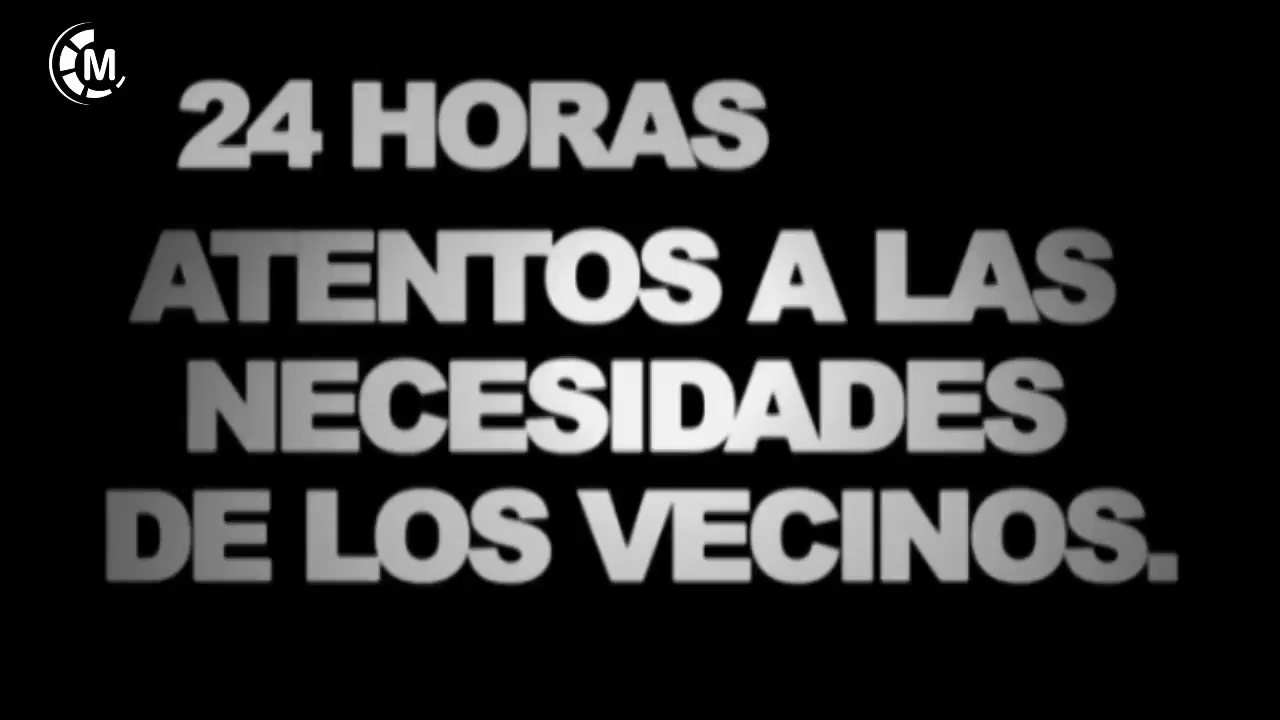 M
24 HORAS
ATENTOS A LAS
NECESIDADES
DE LOS VECINOS.